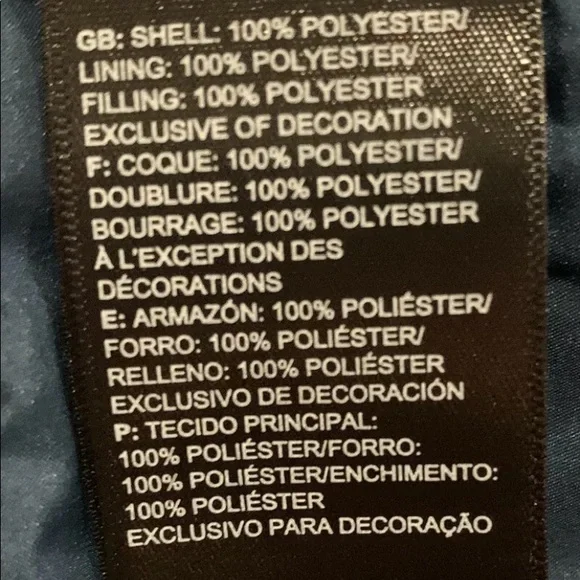 GB: SHELL: 100% POLYESTER/
LINING: 100% POLYESTER/
FILLING: 100% POLYESTER
EXCLUSIVE OF DECORATION
F: COQUE: 100% POLYESTER/
DOUBLURE: 100% POLYESTER/
BOURRAGE: 100% POLYESTER
À L'EXCEPTION DES
DÉCORATIONS
E: ARMAZÓN: 100% POLIÉSTER/
FORRO: 100% POLIÉSTER/
RELLENO: 100% POLIÉSTER
EXCLUSIVO DE DECORACIÓN
P: TECIDO PRINCIPAL:
100% POLIÉSTER/FORRO:
100% POLIÉSTER/ENCHIMENTO:
100% POLIÉSTER
EXCLUSIVO PARA DECORAÇÃO